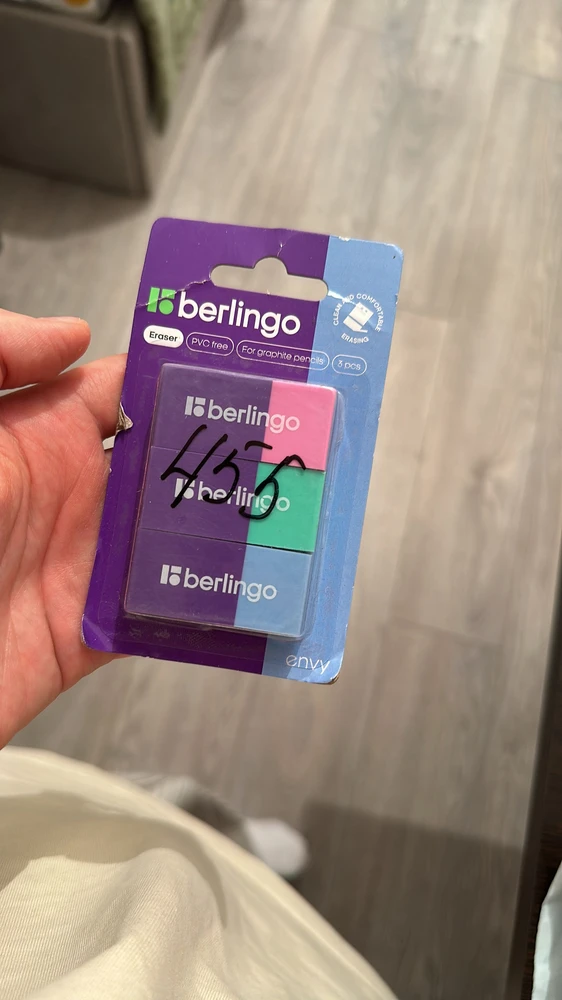 berlingo
CLEAN AND COMFORTABLE ERASING
Eraser PVC free For graphite pencils 3 pcs
berlingo
455
berlingo
berlingo
envy